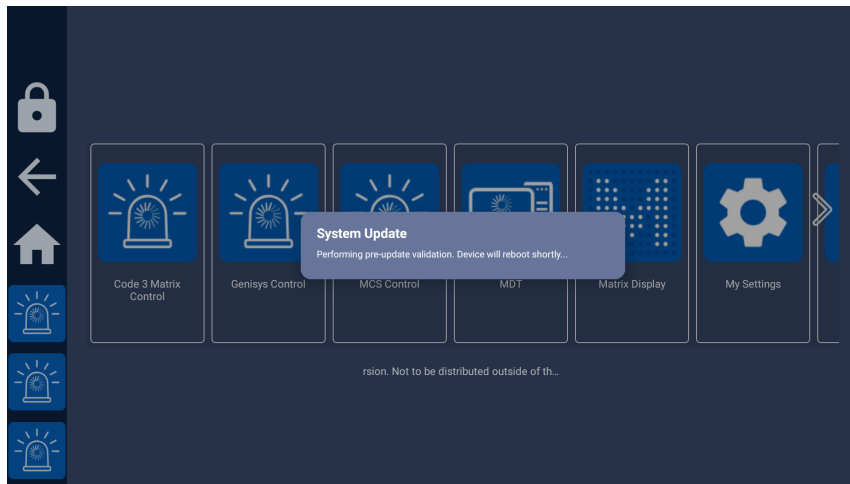 System Update
Performing pre-update validation. Device will reboot shortly...
Code 3 Matrix
Control
Genisys Control
MCS Control
MDT
Matrix Display
My Settings
rsion. Not to be distributed outside of th...